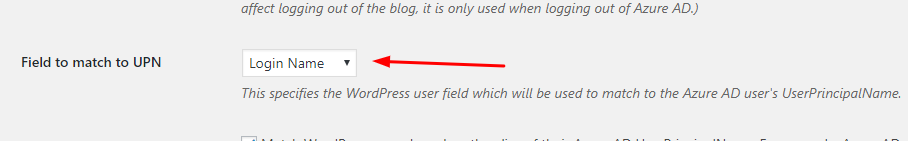 affect logging out of the blog, it is only used when logging out of Azure AD.)
Field to match to UPN
Login Name
This specifies the WordPress user field which will be used to match to the Azure AD user's UserPrincipalName.